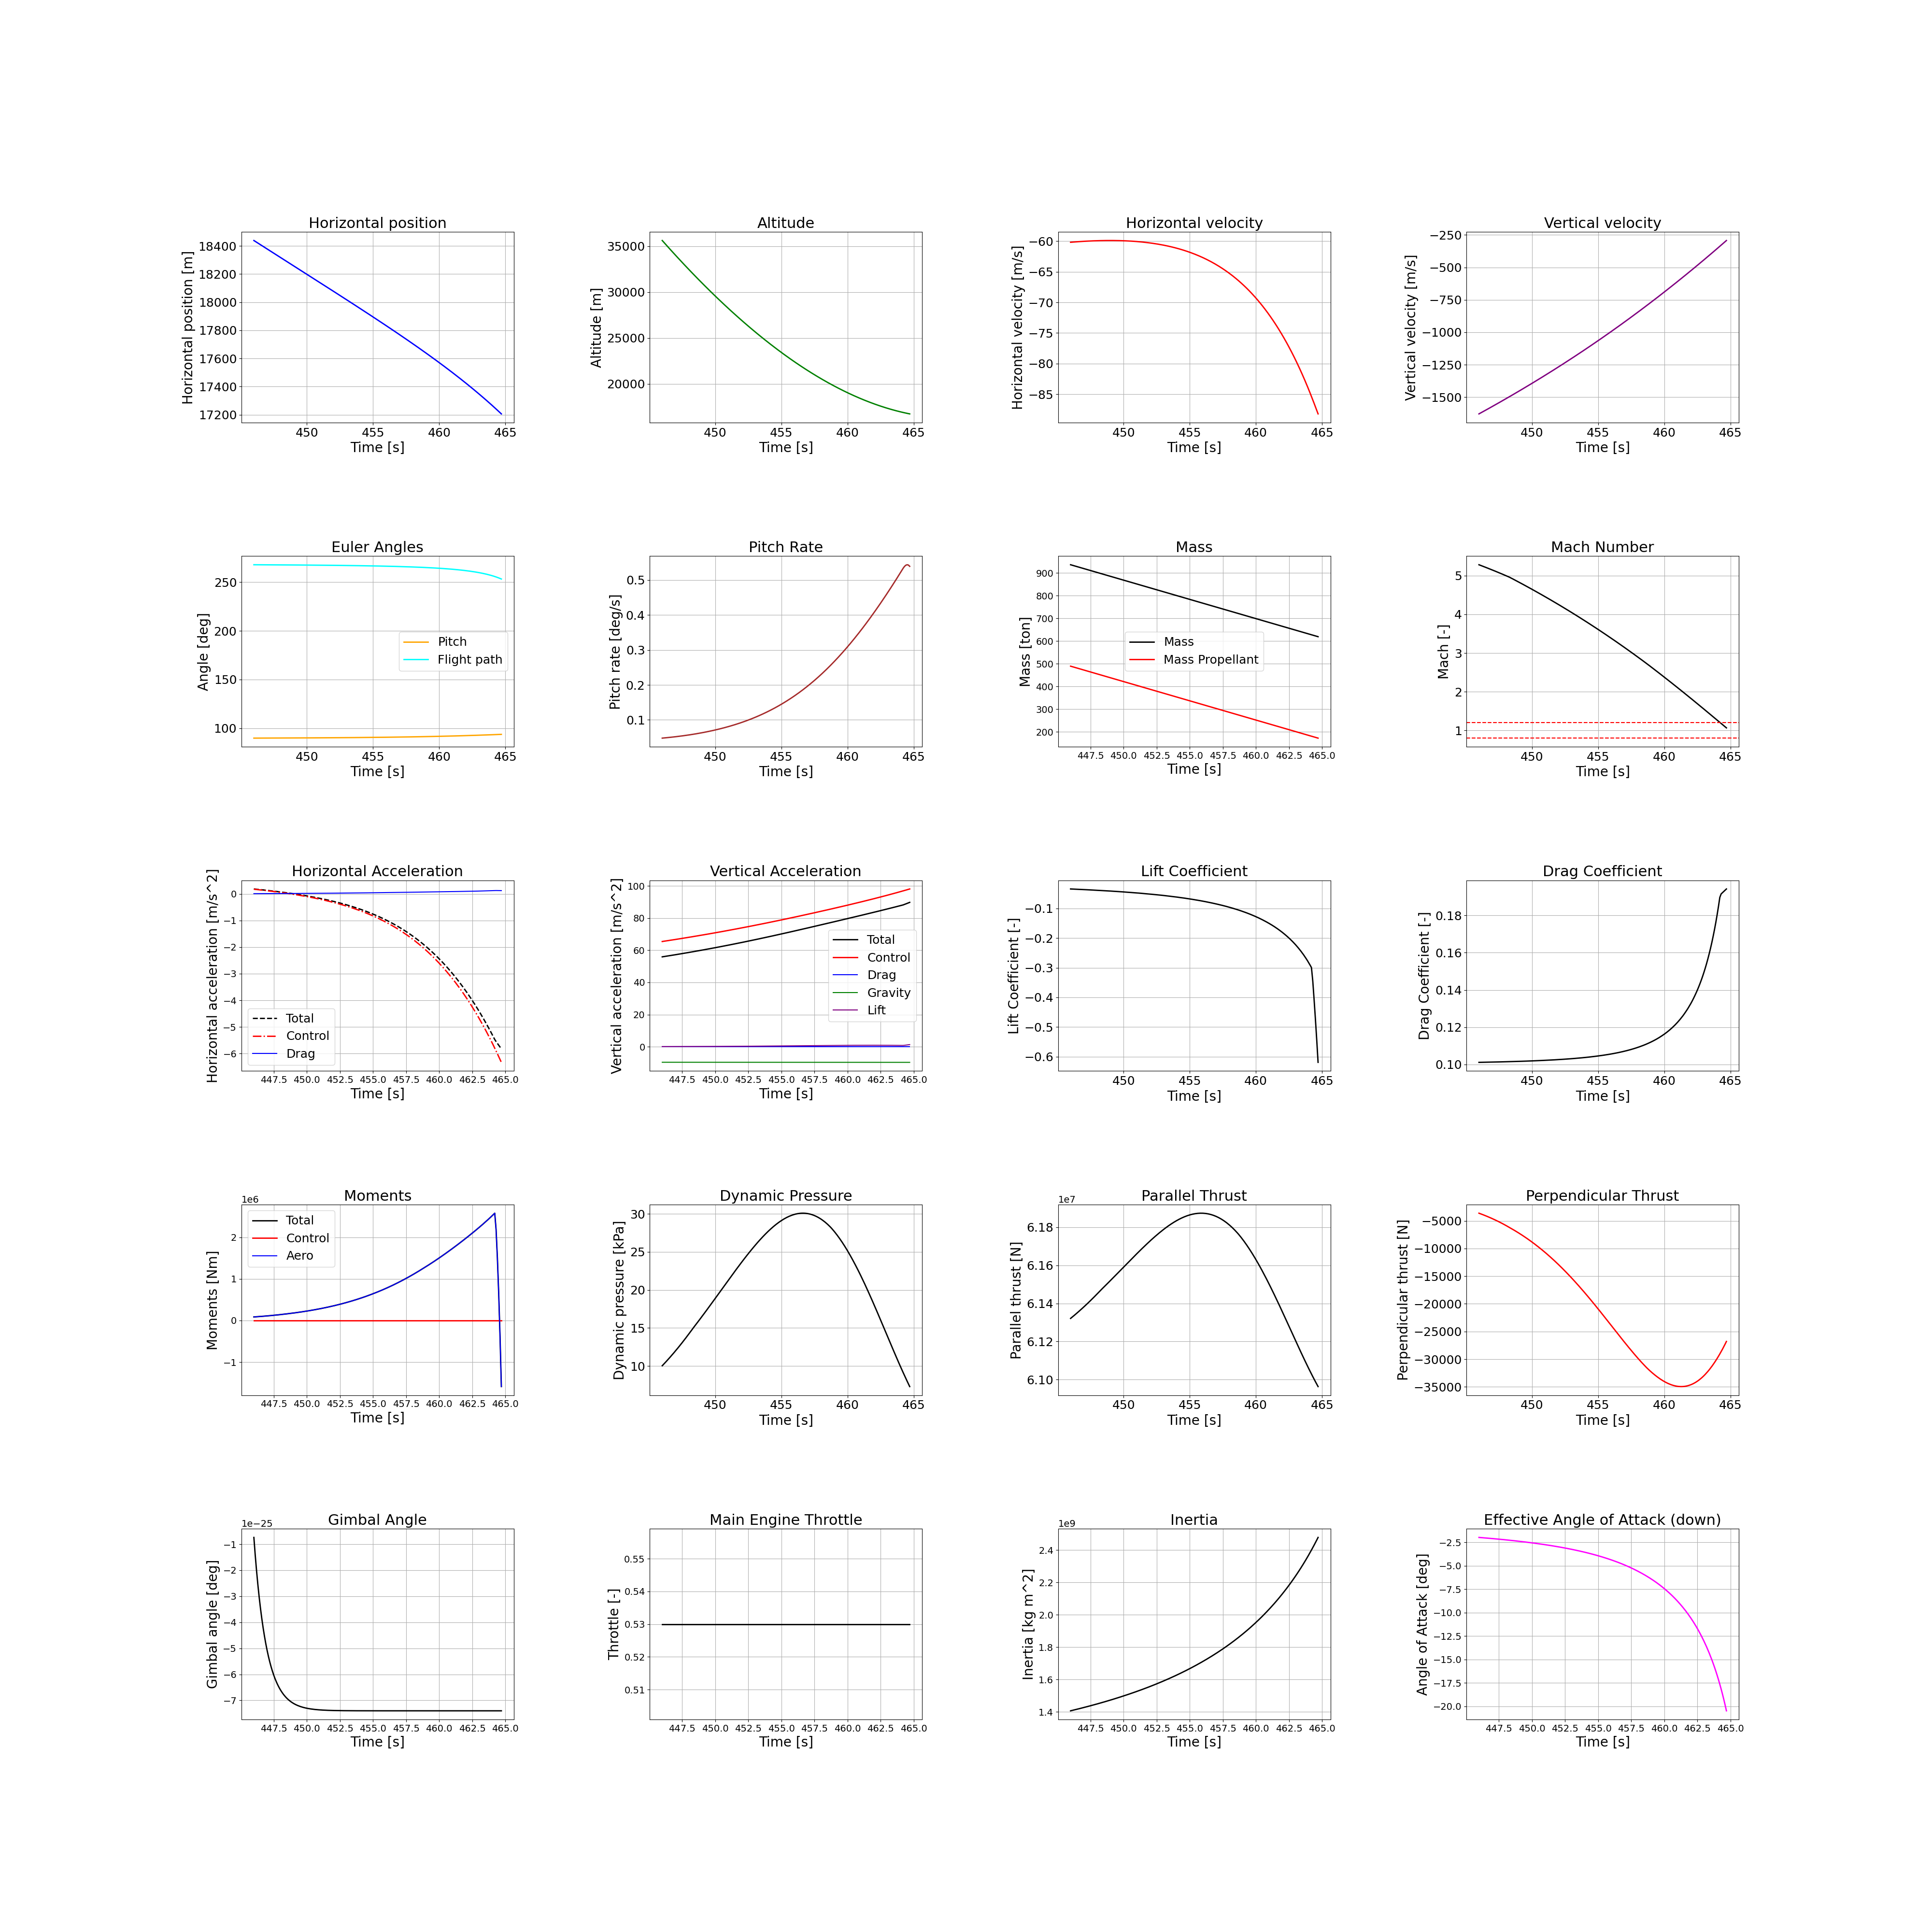 Horizontal position
Horizontal position [m]
18400
18200
18000
17800
17600
17400
17200
450 455 460 465
Time [s]
Altitude
Altitude [m]
35000
30000
25000
20000
450 455 460 465
Time [s]
Horizontal velocity
Horizontal velocity [m/s]
−60
−65
−70
−75
−80
−85
450 455 460 465
Time [s]
Vertical velocity
Vertical velocity [m/s]
−250
−500
−750
−1000
−1250
−1500
450 455 460 465
Time [s]
Euler Angles
Angle [deg]
250
200
150
100
Pitch
Flight path
450 455 460 465
Time [s]
Pitch Rate
Pitch rate [deg/s]
0.5
0.4
0.3
0.2
0.1
450 455 460 465
Time [s]
Mass
Mass [ton]
900
800
700
600
500
400
300
200
Mass
Mass Propellant
447.5 450.0 452.5 455.0 457.5 460.0 462.5 465.0
Time [s]
Mach Number
Mach [-]
5
4
3
2
1
450 455 460 465
Time [s]
Horizontal Acceleration
Horizontal acceleration [m/s^2]
0
−1
−2
−3
−4
−5
−6
Total
Control
Drag
447.5 450.0 452.5 455.0 457.5 460.0 462.5 465.0
Time [s]
Vertical Acceleration
Vertical acceleration [m/s^2]
100
80
60
40
20
0
Total
Control
Drag
Gravity
Lift
447.5 450.0 452.5 455.0 457.5 460.0 462.5 465.0
Time [s]
Lift Coefficient
Lift Coefficient [-]
−0.1
−0.2
−0.3
−0.4
−0.5
−0.6
450 455 460 465
Time [s]
Drag Coefficient
Drag Coefficient [-]
0.18
0.16
0.14
0.12
0.10
450 455 460 465
Time [s]
Moments
1e6
Moments [Nm]
2
1
0
−1
Total
Control
Aero
447.5 450.0 452.5 455.0 457.5 460.0 462.5 465.0
Time [s]
Dynamic Pressure
Dynamic pressure [kPa]
30
25
20
15
10
450 455 460 465
Time [s]
Parallel Thrust
1e7
Parallel thrust [N]
6.18
6.16
6.14
6.12
6.10
450 455 460 465
Time [s]
Perpendicular Thrust
Perpendicular thrust [N]
−5000
−10000
−15000
−20000
−25000
−30000
−35000
450 455 460 465
Time [s]
Gimbal Angle
1e−25
Gimbal angle [deg]
−1
−2
−3
−4
−5
−6
−7
447.5 450.0 452.5 455.0 457.5 460.0 462.5 465.0
Time [s]
Main Engine Throttle
Throttle [-]
0.55
0.54
0.53
0.52
0.51
447.5 450.0 452.5 455.0 457.5 460.0 462.5 465.0
Time [s]
Inertia
1e9
Inertia [kg m^2]
2.4
2.2
2.0
1.8
1.6
1.4
447.5 450.0 452.5 455.0 457.5 460.0 462.5 465.0
Time [s]
Effective Angle of Attack (down)
Angle of Attack [deg]
−2.5
−5.0
−7.5
−10.0
−12.5
−15.0
−17.5
−20.0
447.5 450.0 452.5 455.0 457.5 460.0 462.5 465.0
Time [s]